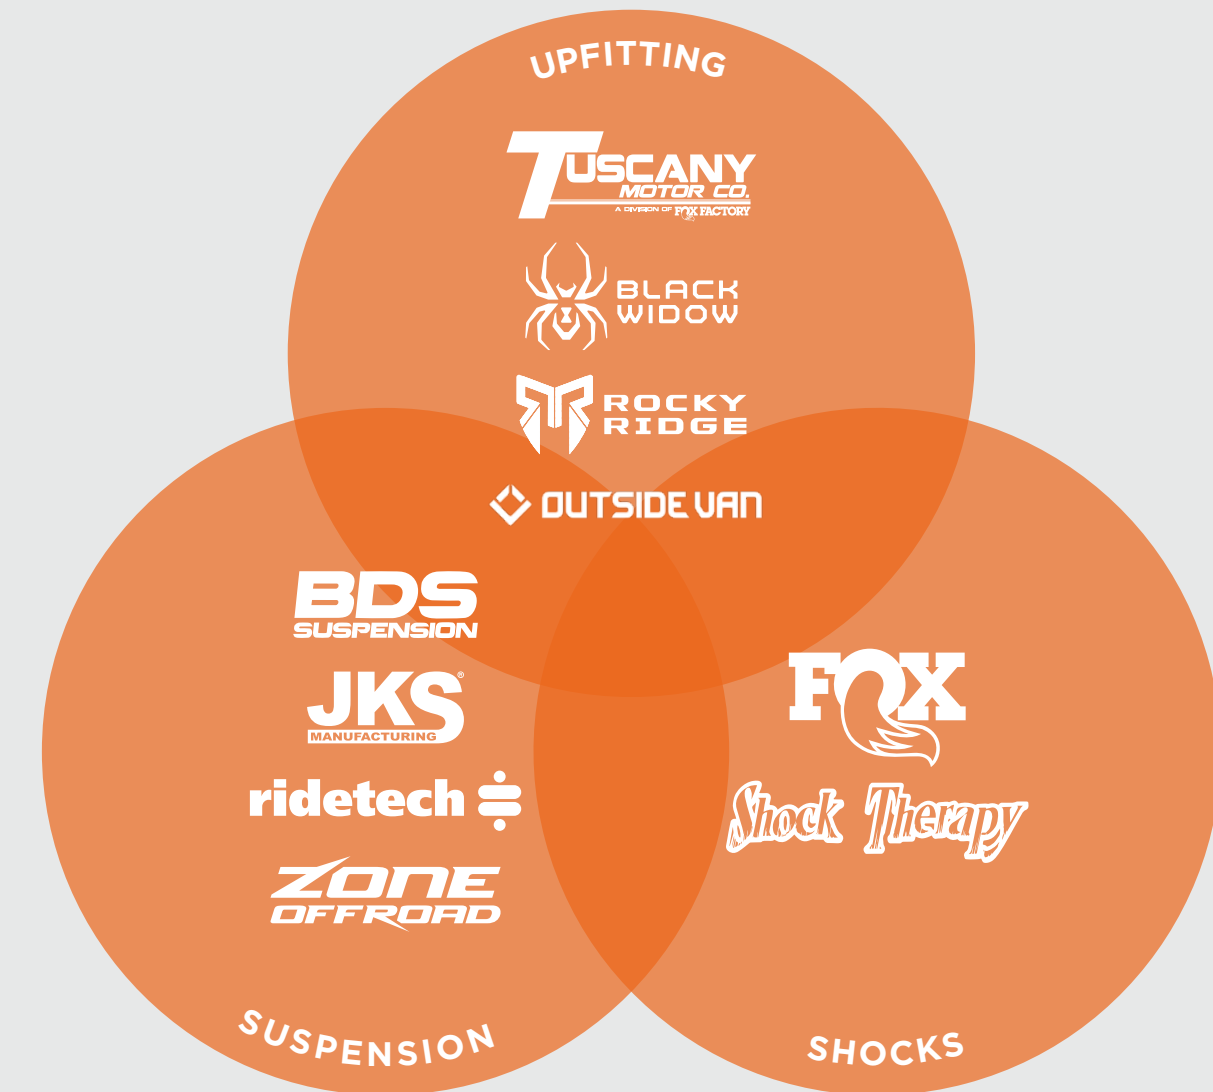 UPFITTING
TUSCANY
MOTOR CO.
A DIVISION OF FOX FACTORY
BLACK
WIDOW
ROCKY
RIDGE
OUTSIDE VAN
BDS
SUSPENSION
JKS®
MANUFACTURING
ridetech
ZONE
OFFROAD
SUSPENSION
FOX
Shock Therapy
SHOCKS